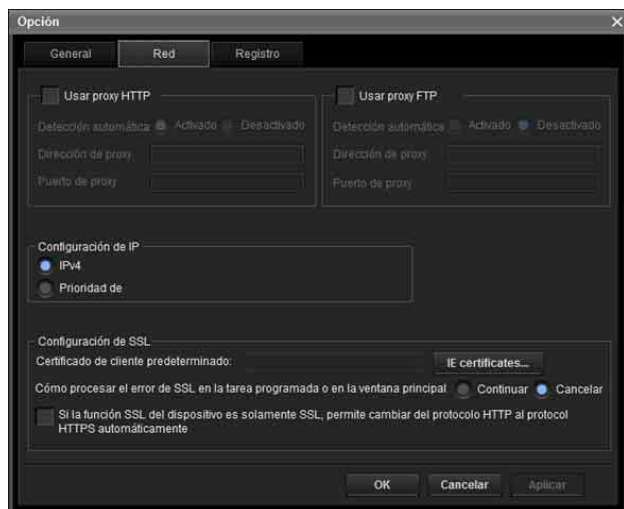 Opción
General Red Registro
Usar proxy HTTP
Detección automática Activado Desactivado
Dirección de proxy
Puerto de proxy
Usar proxy FTP
Detección automática Activado Desactivado
Dirección de proxy
Puerto de proxy
Configuración de IP
IPv4
Prioridad de
Configuración de SSL
Certificado de cliente predeterminado: IE certificates...
Cómo procesar el error de SSL en la tarea programada o en la ventana principal Continuar Cancelar
Si la función SSL del dispositivo es solamente SSL, permite cambiar del protocolo HTTP al protocol
HTTPS automáticamente
OK Cancelar Aplicar